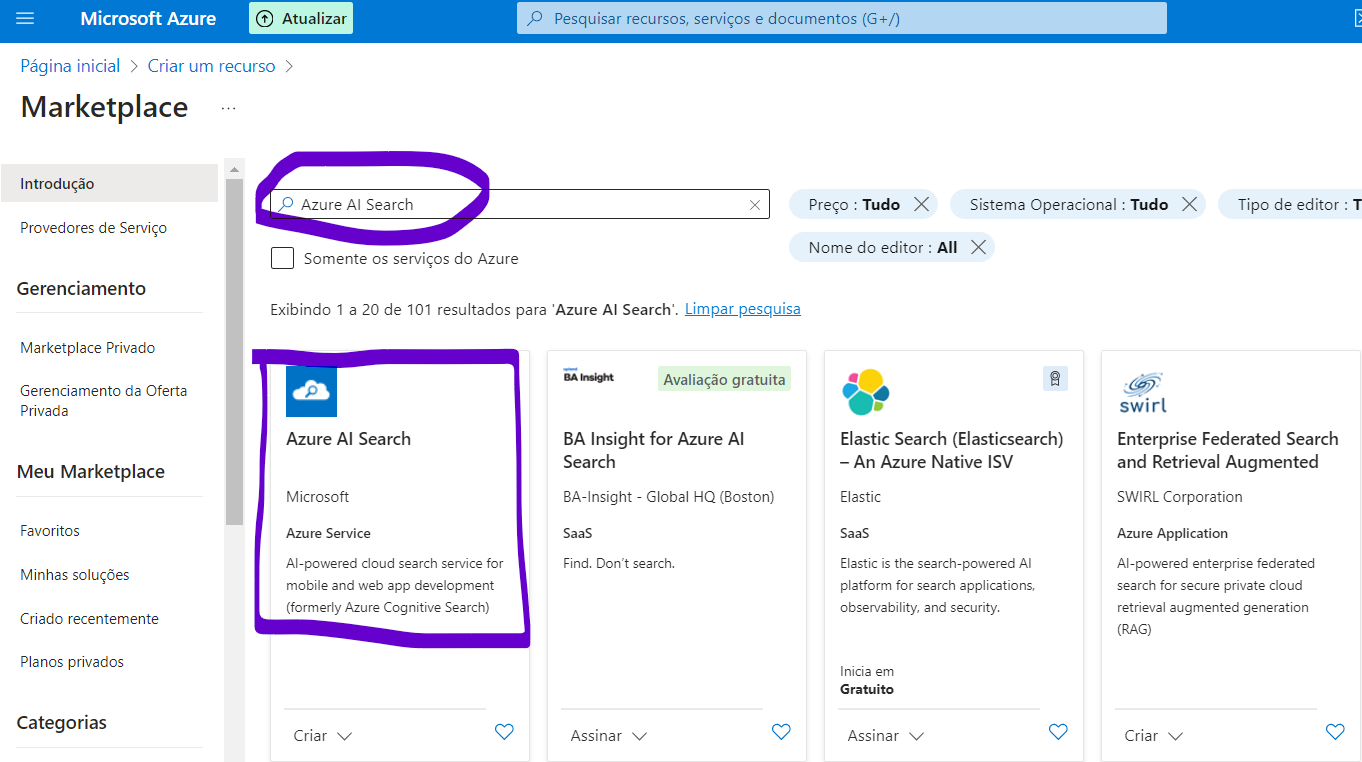 Microsoft Azure
Atualizar
Pesquisar recursos, serviços e documentos (G+/)
Página inicial > Criar um recurso >
Marketplace ...
Introdução
Provedores de Serviço
Gerenciamento
Marketplace Privado
Gerenciamento da Oferta
Privada
Meu Marketplace
Favoritos
Minhas soluções
Criado recentemente
Planos privados
Categorias
Azure AI Search
Preço : Tudo
Sistema Operacional : Tudo
Tipo de editor : T
Nome do editor : All
Somente os serviços do Azure
Exibindo 1 a 20 de 101 resultados para 'Azure AI Search'. Limpar pesquisa
Azure AI Search
Microsoft
Azure Service
AI-powered cloud search service for
mobile and web app development
(formerly Azure Cognitive Search)
Criar
BA Insight
Avaliação gratuita
BA Insight for Azure AI
Search
BA-Insight - Global HQ (Boston)
SaaS
Find. Don't search.
Assinar
Elastic Search (Elasticsearch)
– An Azure Native ISV
Elastic
SaaS
Elastic is the search-powered AI
platform for search applications,
observability, and security.
Inicia em
Gratuito
Assinar
swirl
Enterprise Federated Search
and Retrieval Augmented
SWIRL Corporation
Azure Application
AI-powered enterprise federated
search for secure private cloud
retrieval augmented generation
(RAG)
Criar